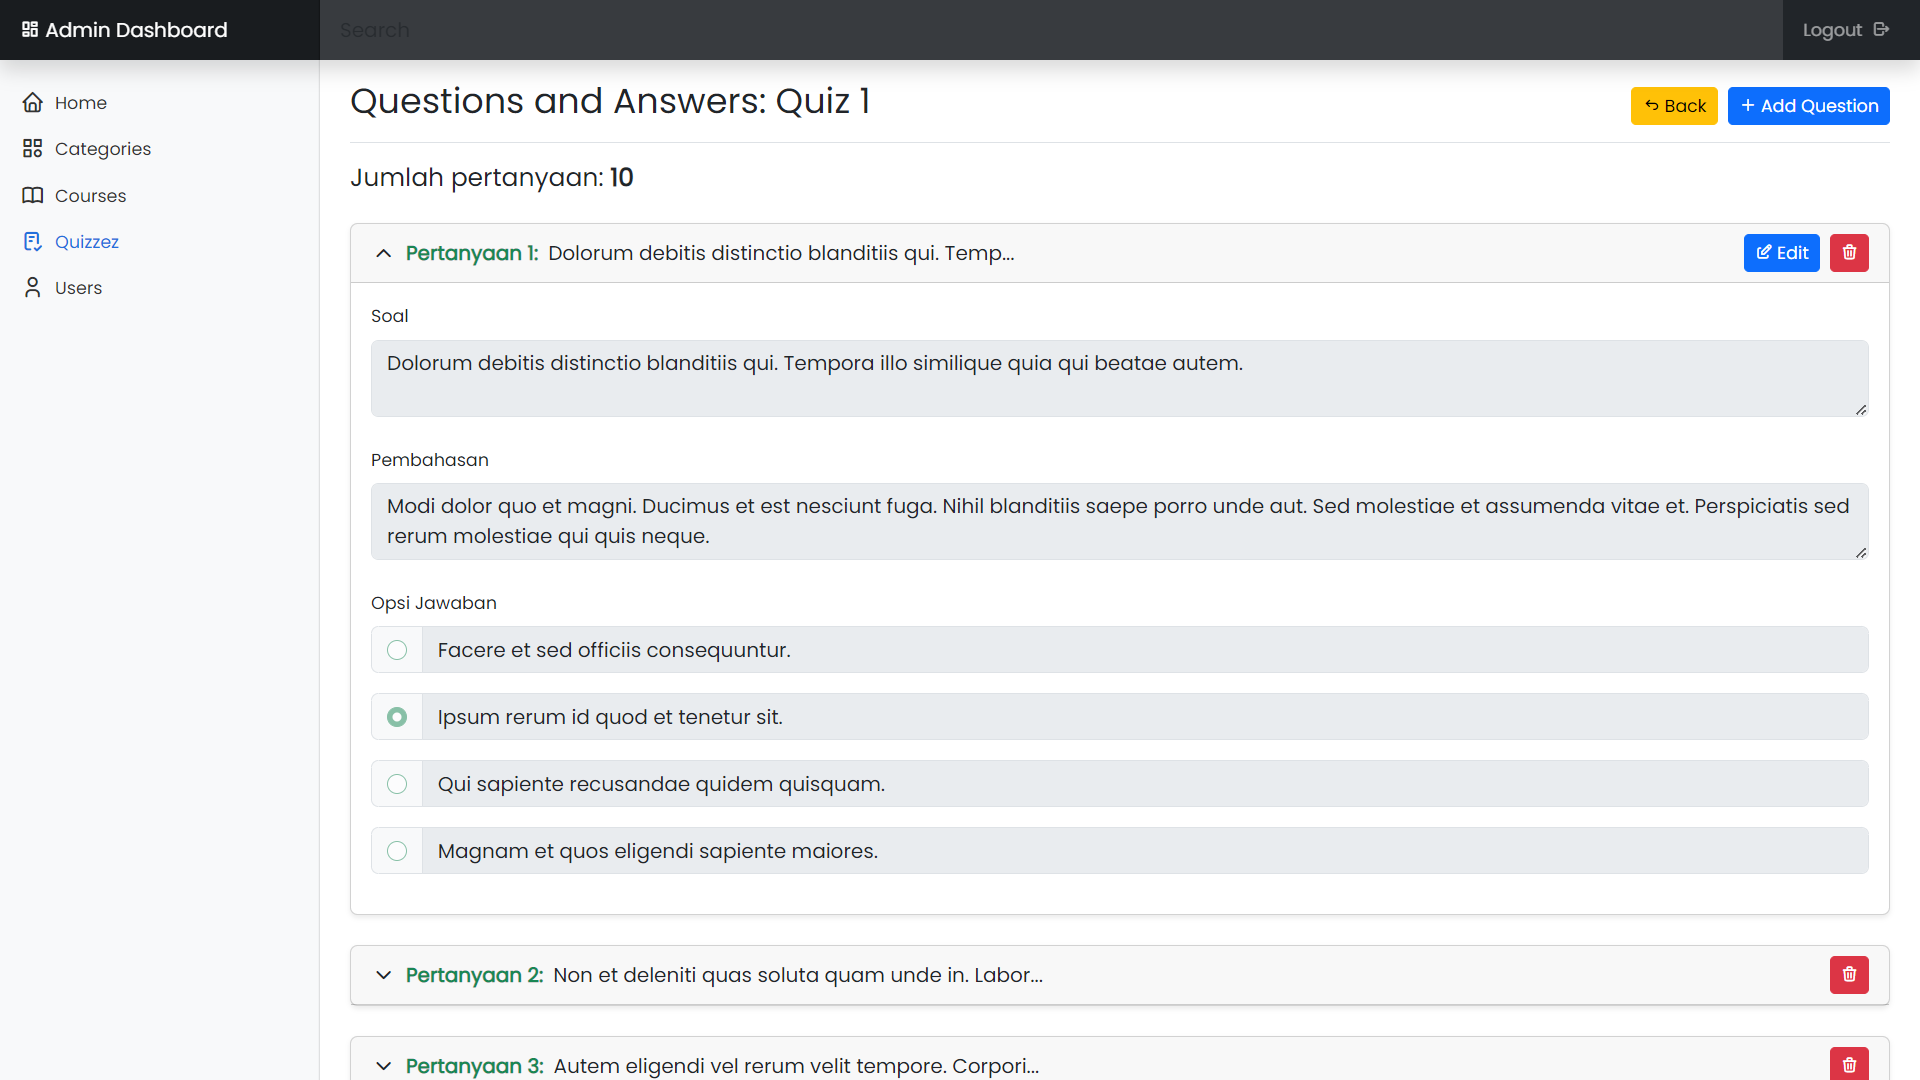 Admin Dashboard
Search
Logout
Home
Categories
Courses
Quizzez
Users
Questions and Answers: Quiz 1
Back
Add Question
Jumlah pertanyaan: 10
Pertanyaan 1: Dolorum debitis distinctio blanditiis qui. Temp...
Edit
Soal
Dolorum debitis distinctio blanditiis qui. Tempora illo similique quia qui beatae autem.
Pembahasan
Modi dolor quo et magni. Ducimus et est nesciunt fuga. Nihil blanditiis saepe porro unde aut. Sed molestiae et assumenda vitae et. Perspiciatis sed
rerum molestiae qui quis neque.
Opsi Jawaban
Facere et sed officiis consequuntur.
Ipsum rerum id quod et tenetur sit.
Qui sapiente recusandae quidem quisquam.
Magnam et quos eligendi sapiente maiores.
Pertanyaan 2: Non et deleniti quas soluta quam unde in. Labor...
Pertanyaan 3: Autem eligendi vel rerum velit tempore. Corpori...